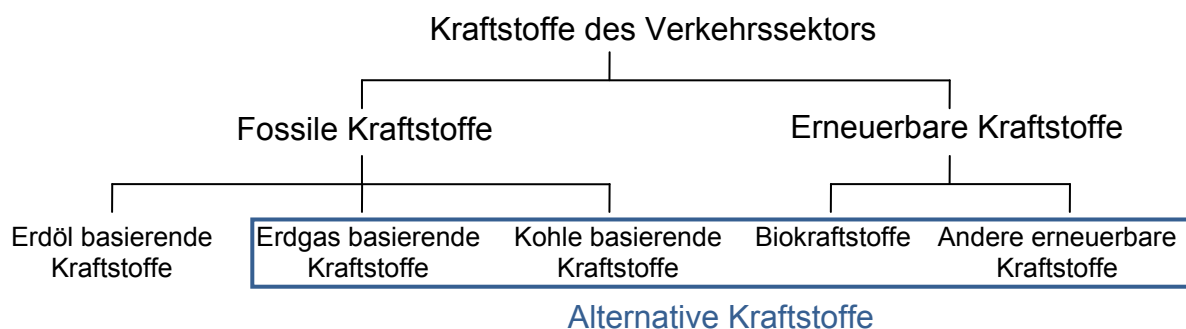 Kraftstoffe des Verkehrssektors
Fossile Kraftstoffe
Erneuerbare Kraftstoffe
Erdöl basierende
Kraftstoffe
Erdgas basierende
Kraftstoffe
Kohle basierende
Kraftstoffe
Biokraftstoffe
Andere erneuerbare
Kraftstoffe
Alternative Kraftstoffe